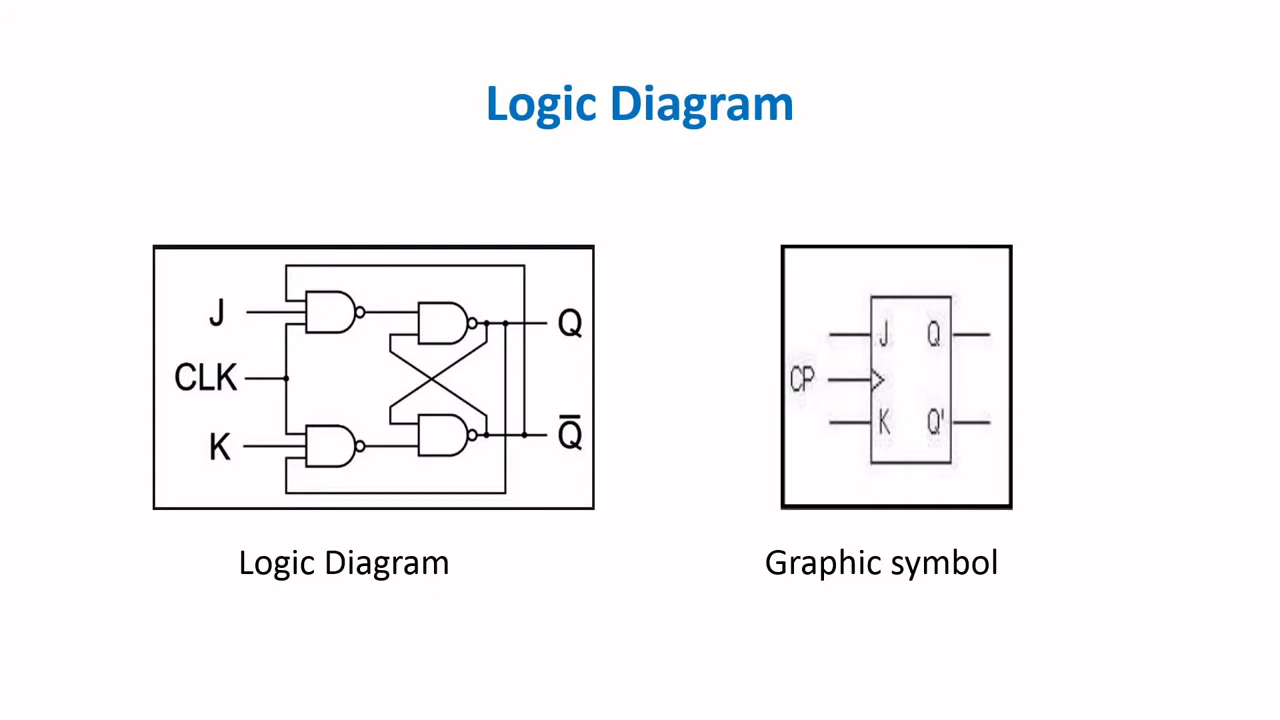 Logic Diagram
J
CLK
K
Q
Q̅
CP
J
K
Q
Q'
Logic Diagram
Graphic symbol